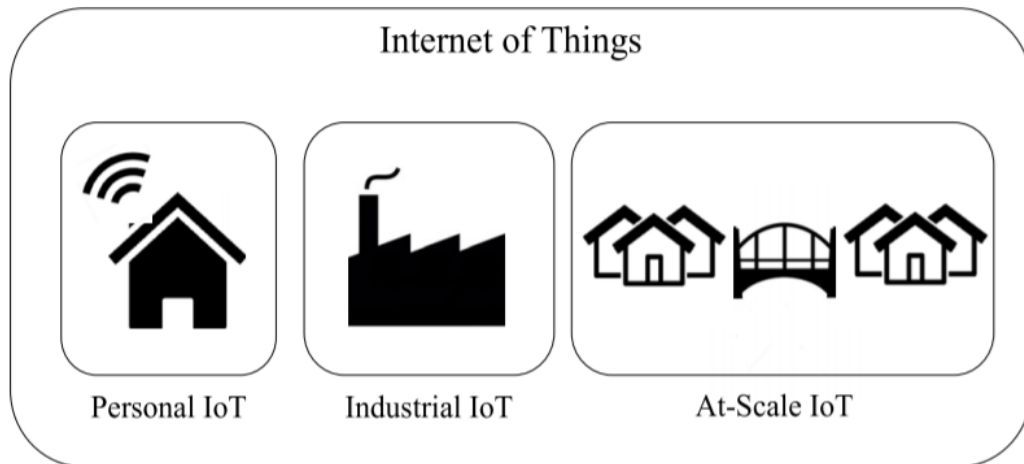 Internet of Things
Personal IoT
Industrial IoT
At-Scale IoT